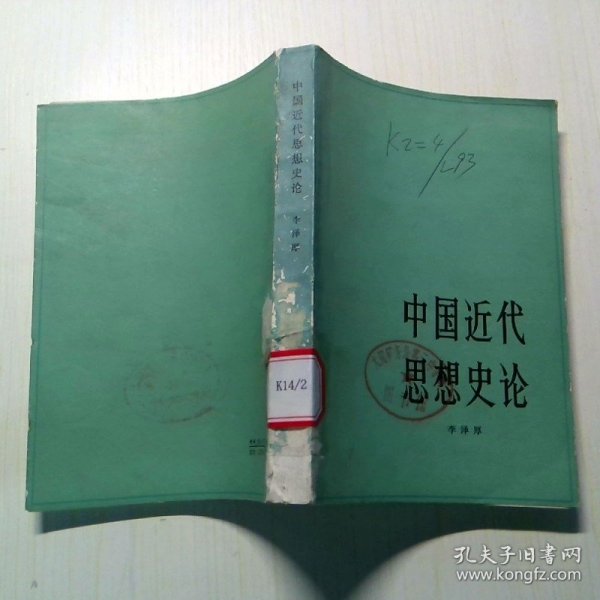 中国近代思想史论
李泽厚
K14/2
K2=4
/L93
中国近代
思想史论
李泽厚
孔夫子旧书网
www.kongfz.com